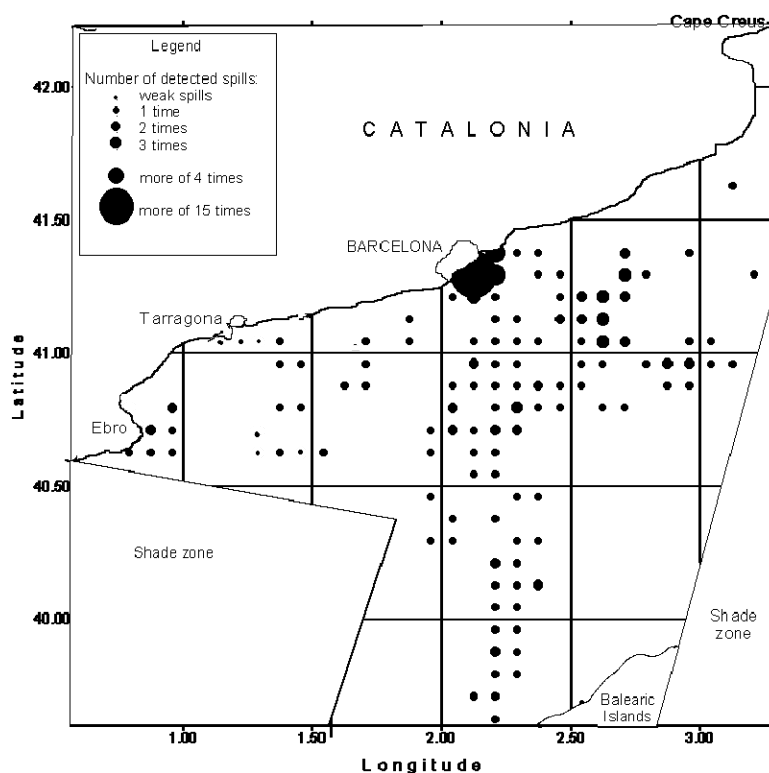 Cape Creus
Legend
Number of detected spills:
weak spills
1 time
2 times
3 times
more of 4 times
more of 15 times
CATALONIA
BARCELONA
Tarragona
Ebro
Shade zone
Shade
zone
Balearic
Islands
Latitude
42.00
41.50
41.00
40.50
40.00
1.00
1.50
2.00
2.50
3.00
Longitude